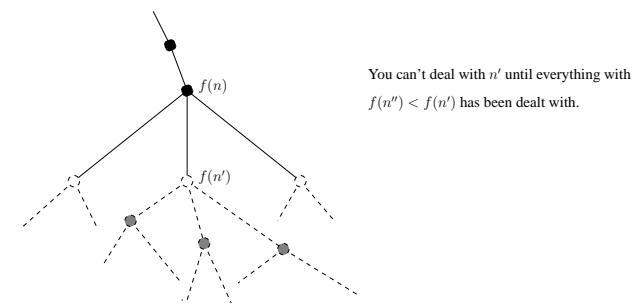 f(n)
You can't deal with n′ until everything with
f(n″) < f(n′) has been dealt with.
f(n′)